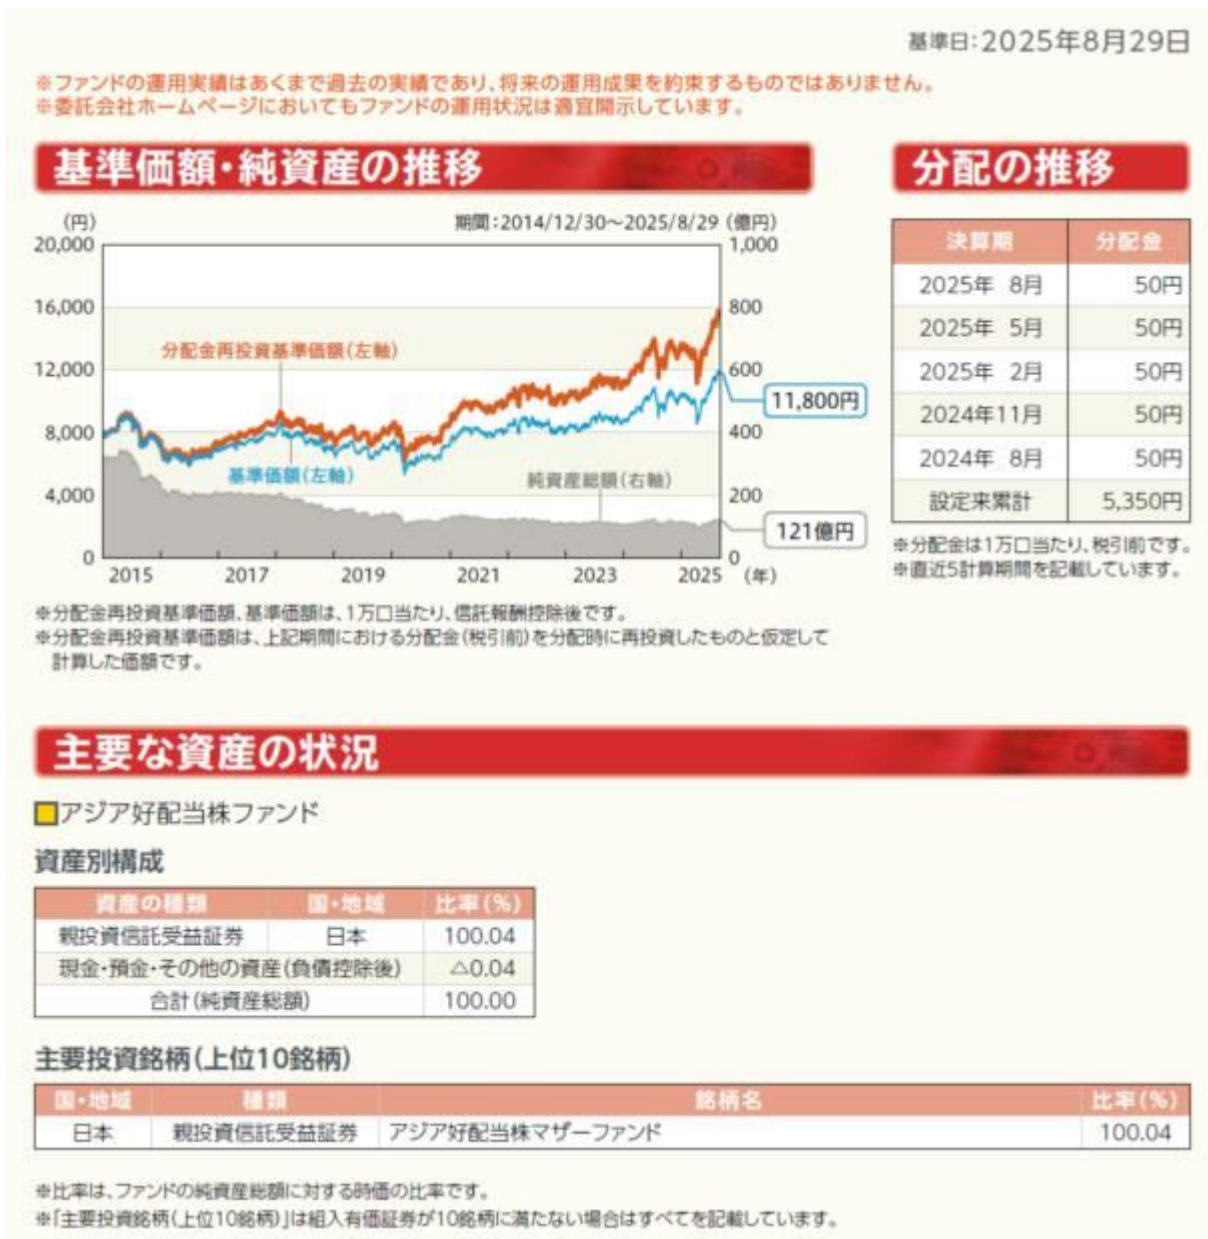 基準日:2025年8月29日
※ファンドの運用実績はあくまで過去の実績であり、将来の運用成果を約束するものではありません。
※委託会社ホームページにおいてもファンドの運用状況は適宜開示しています。
基準価額・純資産の推移
(円)
期間:2014/12/30〜2025/8/29
(億円)
20,000
16,000
12,000
8,000
4,000
0
1,000
800
600
400
200
0
分配金再投資基準価額(左軸)
基準価額(左軸)
純資産総額(右軸)
11,800円
121億円
2015 2017 2019 2021 2023 2025 (年)
※分配金再投資基準価額、基準価額は、1万口当たり、信託報酬控除後です。
※分配金再投資基準価額は、上記期間における分配金(税引前)を分配時に再投資したものと仮定して
計算した価額です。
分配の推移
決算期 分配金
2025年 8月 50円
2025年 5月 50円
2025年 2月 50円
2024年11月 50円
2024年 8月 50円
設定来累計 5,350円
※分配金は1万口当たり、税引前です。
※直近5計算期間を記載しています。
主要な資産の状況
アジア好配当株ファンド
資産別構成
資産の種類 国・地域 比率(%)
親投資信託受益証券 日本 100.04
現金・預金・その他の資産(負債控除後) △0.04
合計(純資産総額) 100.00
主要投資銘柄(上位10銘柄)
国・地域 種類 銘柄名 比率(%)
日本 親投資信託受益証券 アジア好配当株マザーファンド 100.04
※比率は、ファンドの純資産総額に対する時価の比率です。
※「主要投資銘柄(上位10銘柄)」は組入有価証券が10銘柄に満たない場合はすべてを記載しています。